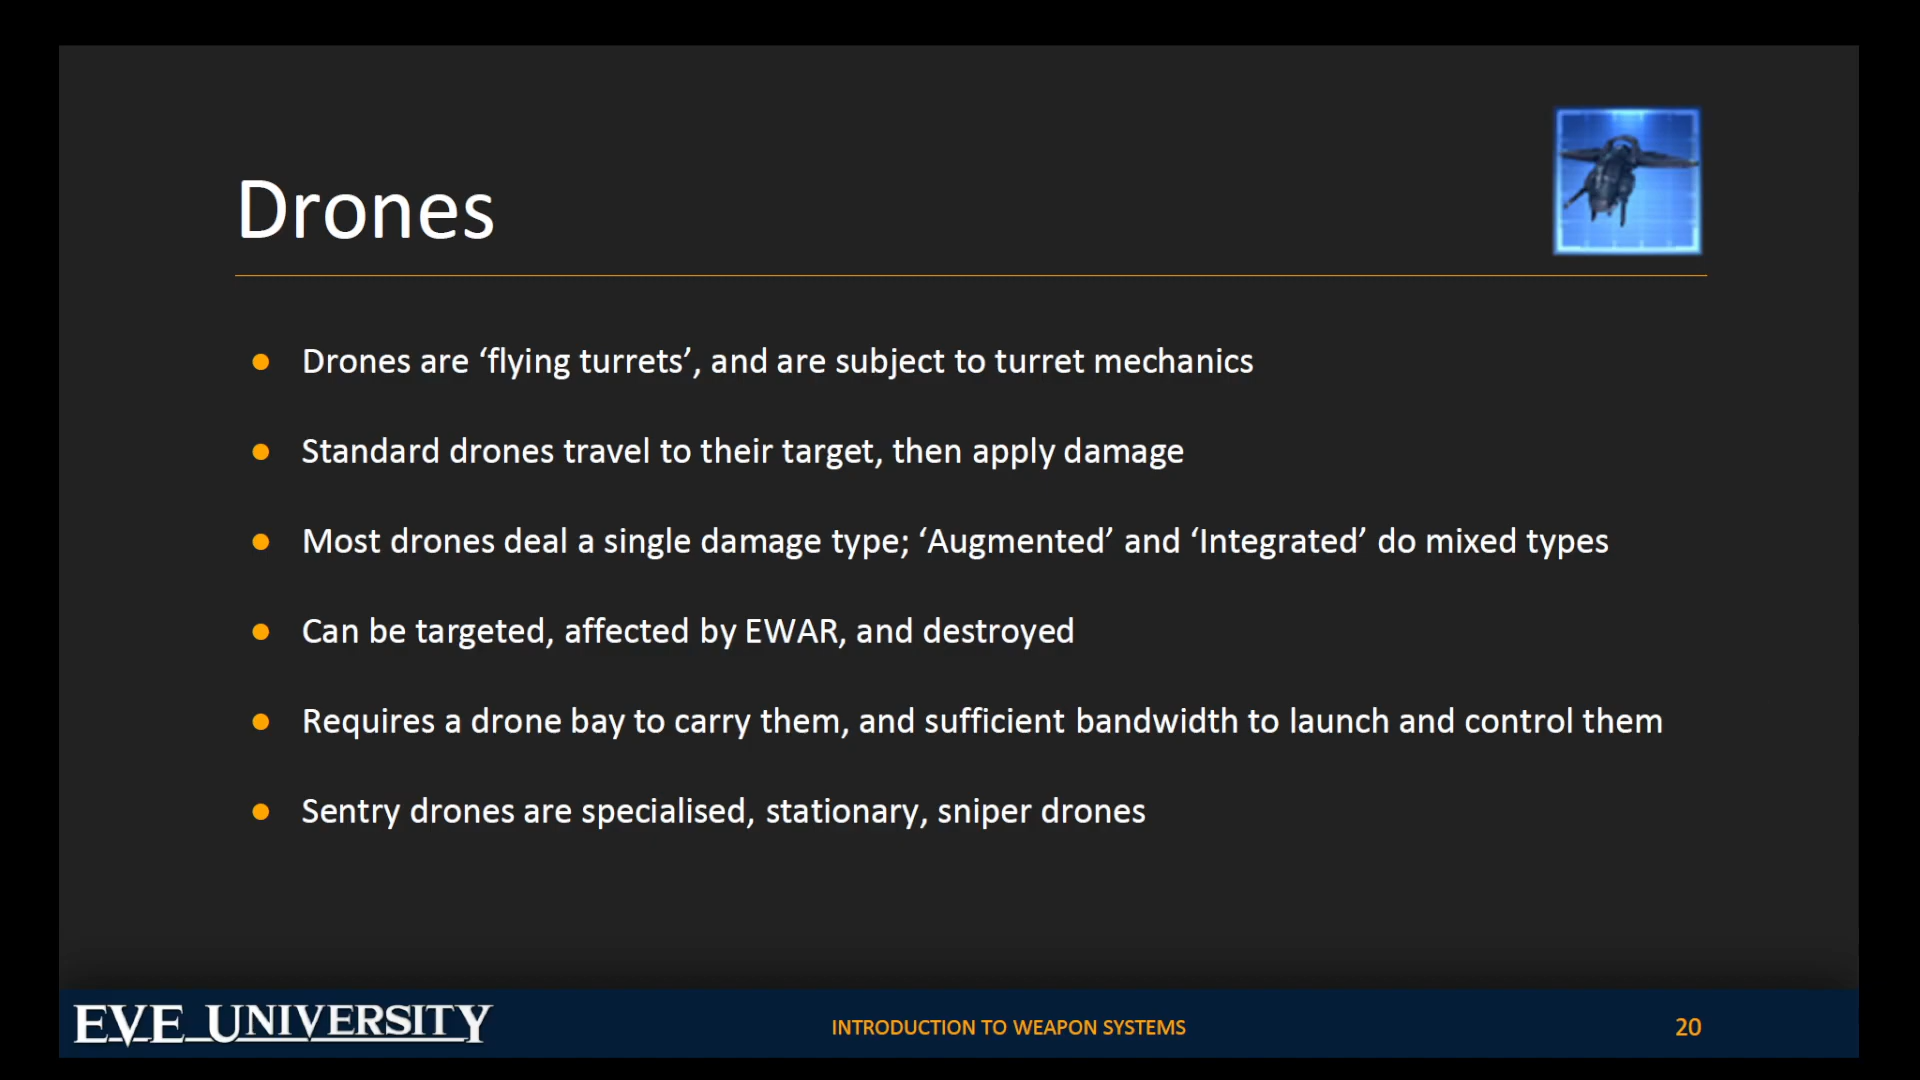 Drones
Drones are ‘flying turrets’, and are subject to turret mechanics
Standard drones travel to their target, then apply damage
Most drones deal a single damage type; ‘Augmented’ and ‘Integrated’ do mixed types
Can be targeted, affected by EWAR, and destroyed
Requires a drone bay to carry them, and sufficient bandwidth to launch and control them
Sentry drones are specialised, stationary, sniper drones
EVE UNIVERSITY
INTRODUCTION TO WEAPON SYSTEMS
20